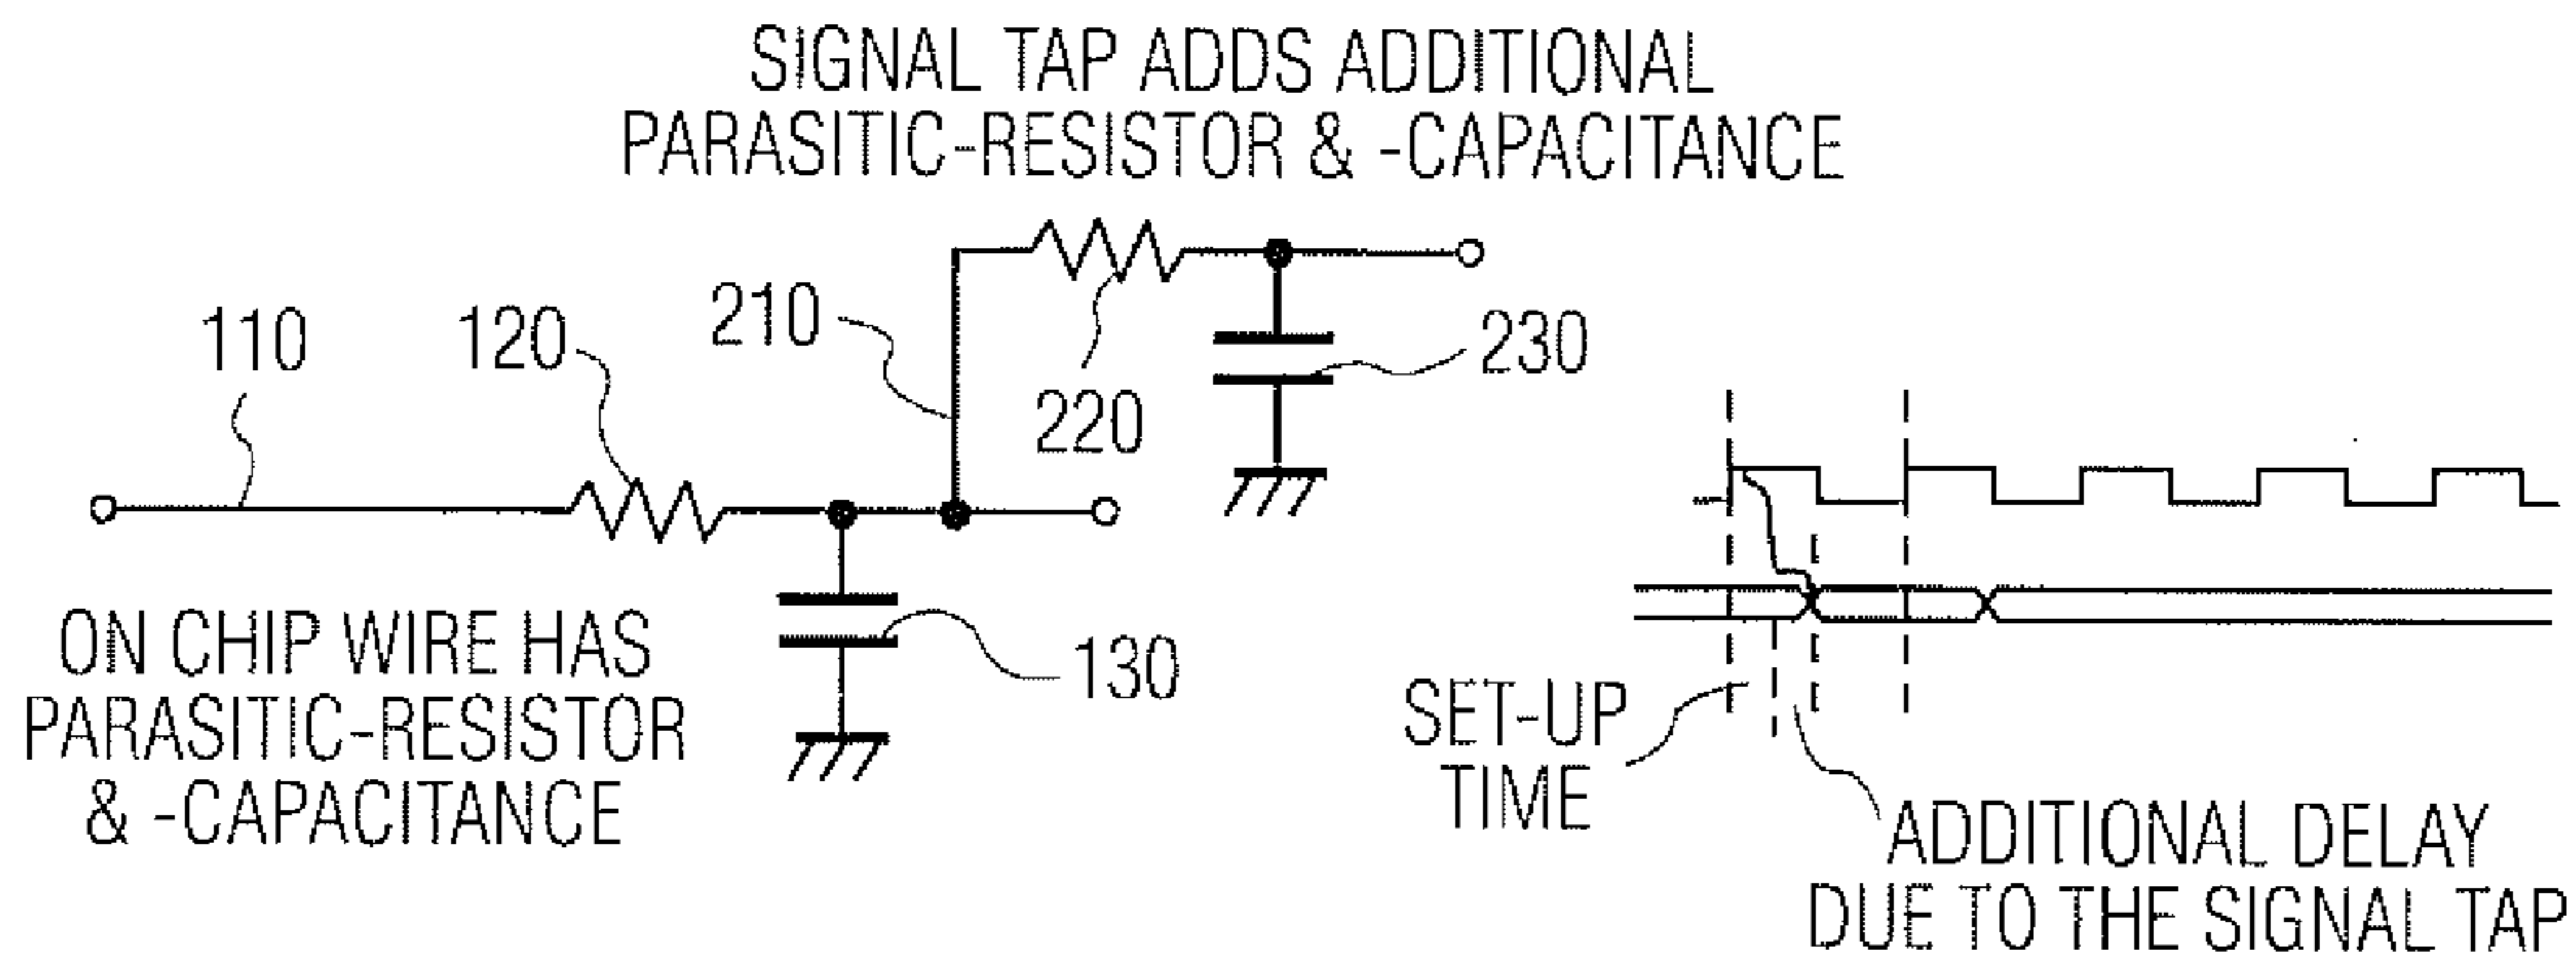 SIGNAL TAP ADDS ADDITIONAL
PARASITIC-RESISTOR & -CAPACITANCE
110
120
210
220
230
130
ON CHIP WIRE HAS
PARASITIC-RESISTOR
& -CAPACITANCE
SET-UP
TIME
ADDITIONAL DELAY
DUE TO THE SIGNAL TAP